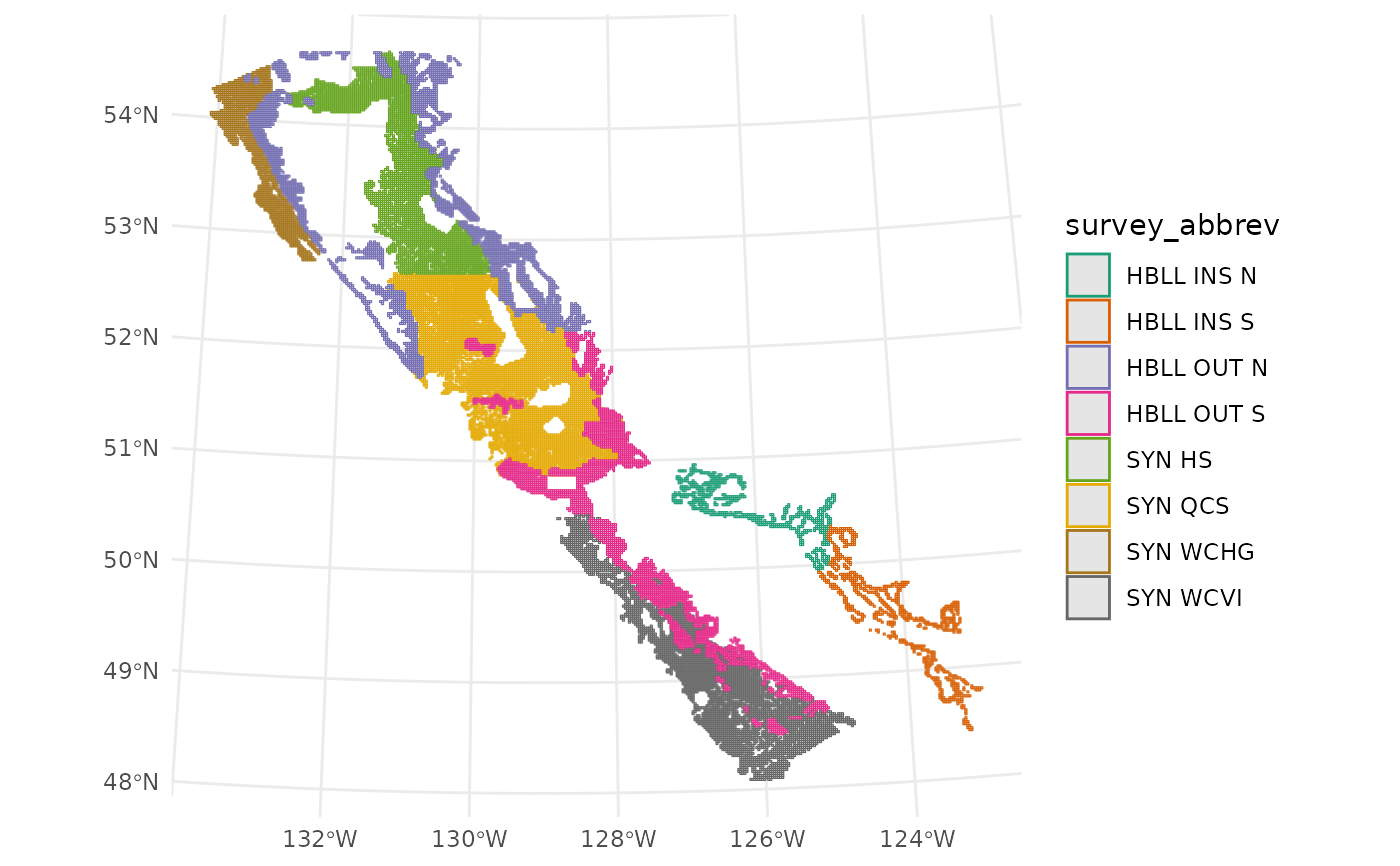 54°N
53°N
52°N
51°N
50°N
49°N
48°N
132°W 130°W 128°W 126°W 124°W
survey_abbrev
HBLL INS N
HBLL INS S
HBLL OUT N
HBLL OUT S
SYN HS
SYN QCS
SYN WCHG
SYN WCVI